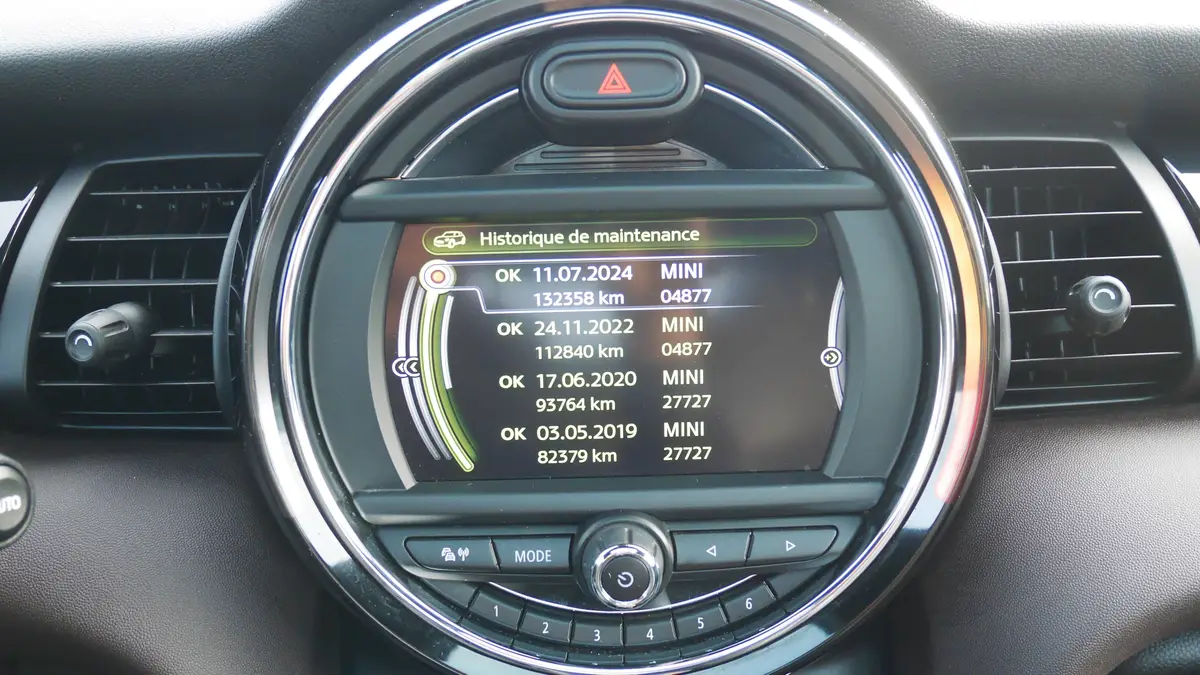 Historique de maintenance
OK 11.07.2024 MINI
132358 km 04877
OK 24.11.2022 MINI
112840 km 04877
OK 17.06.2020 MINI
93764 km 27727
OK 03.05.2019 MINI
82379 km 27727
MODE
1 2 3 4 5 6